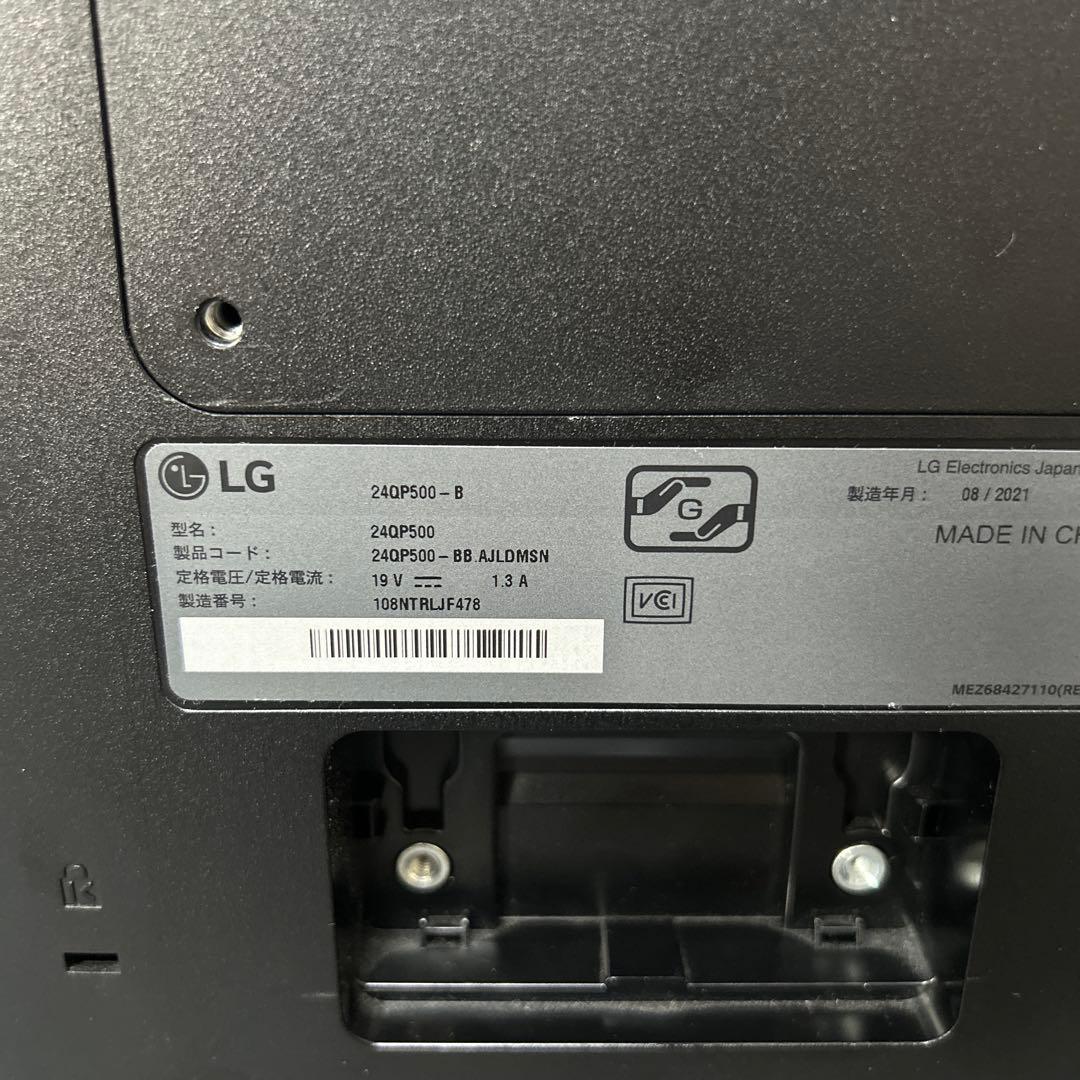 LG
24QP500-B
型名: 24QP500
製品コード: 24QP500-BB.AJLDMSN
定格電圧/定格電流: 19 V 1.3 A
製造番号: 108NTRLJF478
G
VCCI
LG Electronics Japan
製造年月: 08 / 2021
MADE IN
MEZ68427110(RE